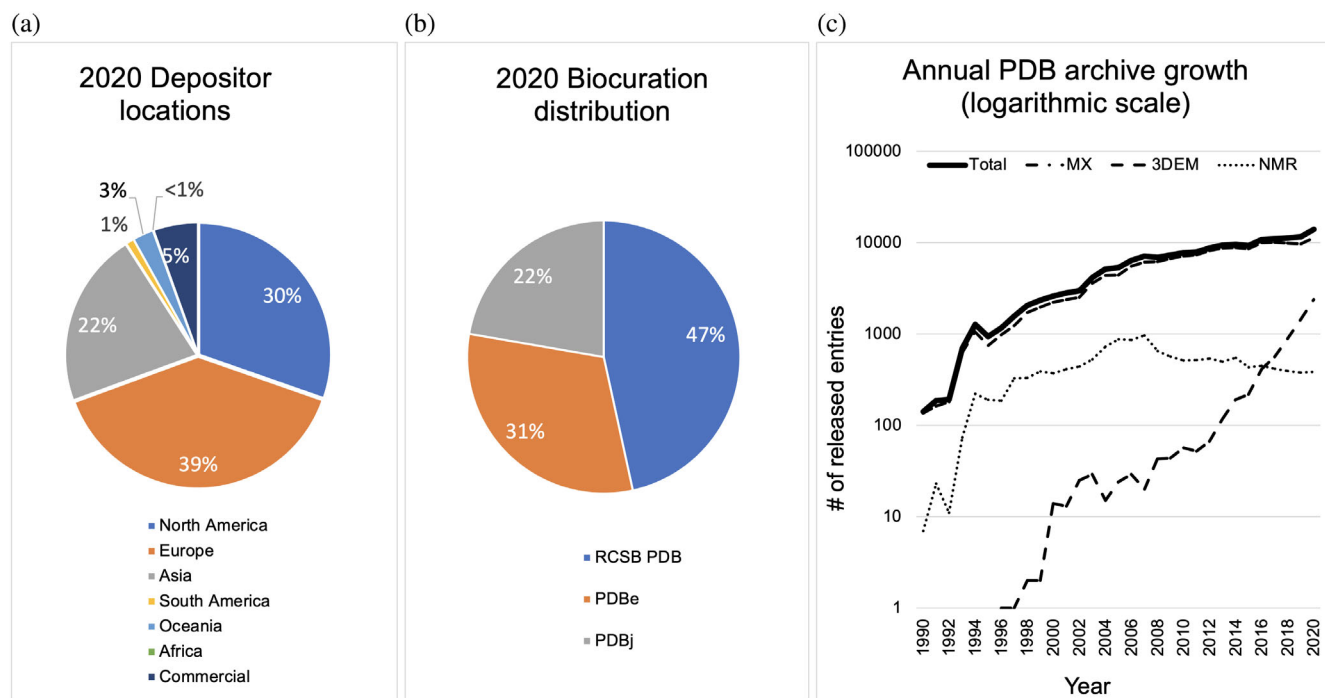 (a)
2020 Depositor
locations
3%
<1%
1%
5%
30%
22%
39%
North America
Europe
Asia
South America
Oceania
Africa
Commercial
(b)
2020 Biocuration
distribution
22%
47%
31%
RCSB PDB
PDBe
PDBj
(c)
Annual PDB archive growth
(logarithmic scale)
100000
Total MX 3DEM NMR
10000
1000
100
10
1
# of released entries
1990
1992
1994
1996
1998
2000
2002
2004
2006
2008
2010
2012
2014
2016
2018
2020
Year